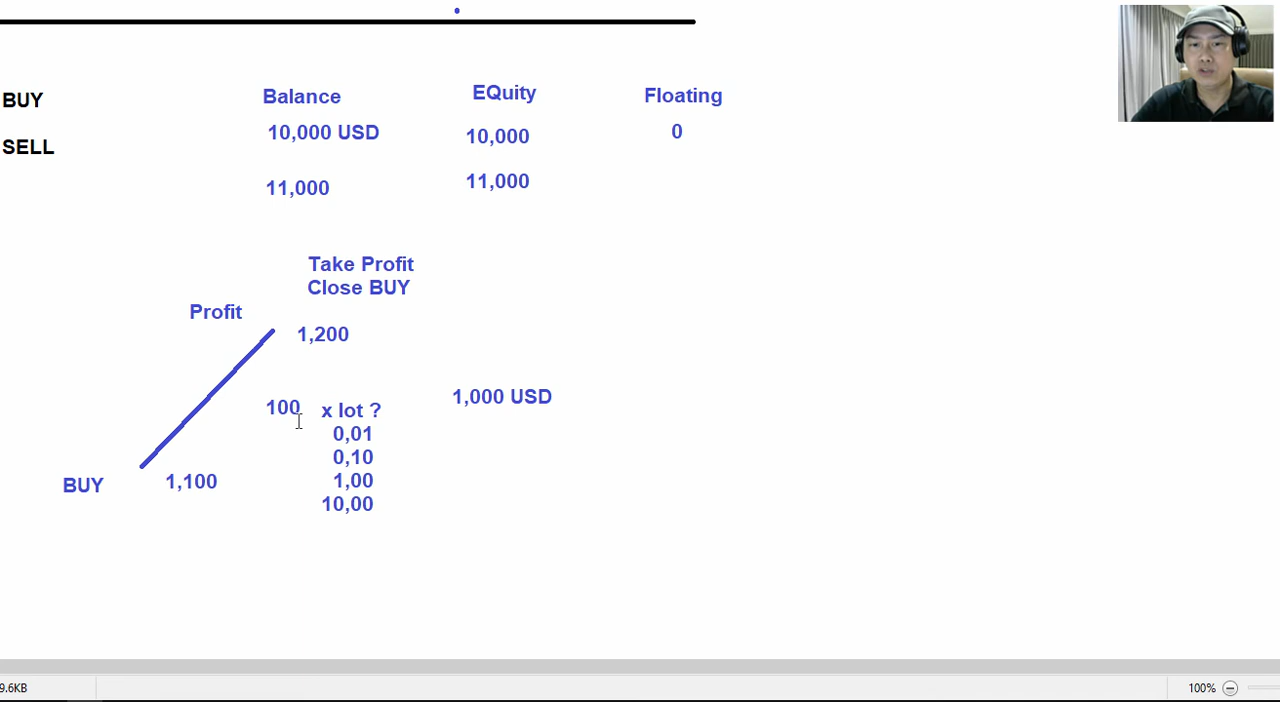 BUY
SELL
Balance
EQuity
Floating
10,000 USD
10,000
0
11,000
11,000
Take Profit
Close BUY
Profit
1,200
100
x lot ?
1,000 USD
0,01
0,10
1,00
10,00
BUY
1,100
9.6KB
100%